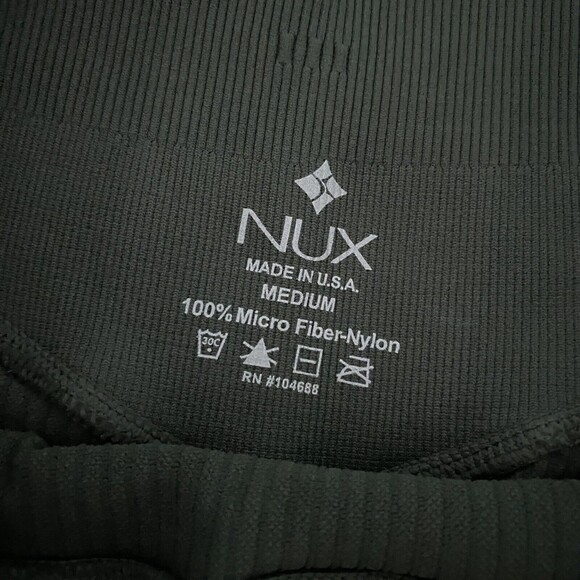 NUX
MADE IN U.S.A.
MEDIUM
100% Micro Fiber-Nylon
30C
RN #104688